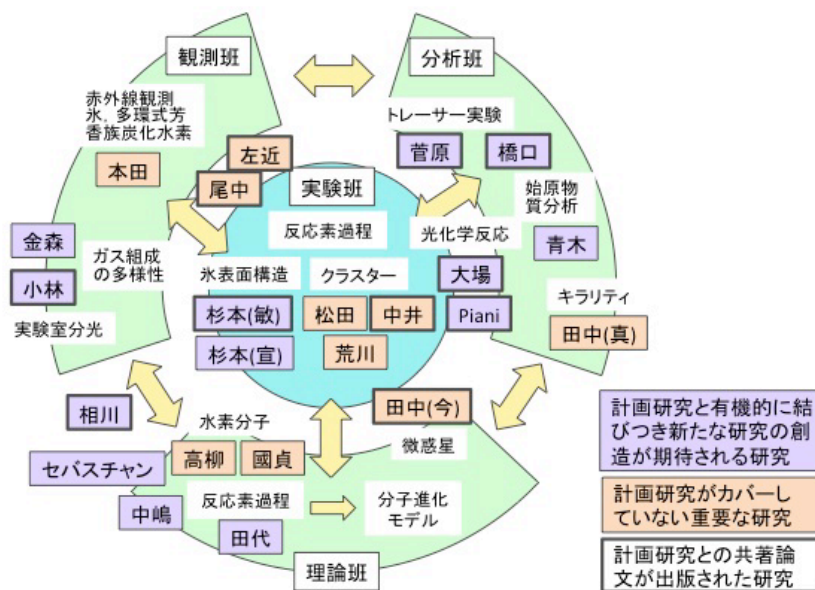 観測班
分析班
赤外線観測
氷，多環式芳
香族炭化水素
本田
左近
尾中
トレーサー実験
菅原
橋口
始原物
質分析
青木
キラリティ
田中(真)
実験班
反応素過程
光化学反応
氷表面構造
クラスター
大場
Piani
杉本(敏)
杉本(宣)
松田
中井
荒川
金森
小林
実験室分光
ガス組成
の多様性
相川
水素分子
高柳
國貞
セバスチャン
中嶋
反応素過程
田代
分子進化
モデル
田中(今)
微惑星
理論班
計画研究と有機的に結
びつき新たな研究の創
造が期待される研究
計画研究がカバーし
ていない重要な研究
計画研究との共著論
文が出版された研究